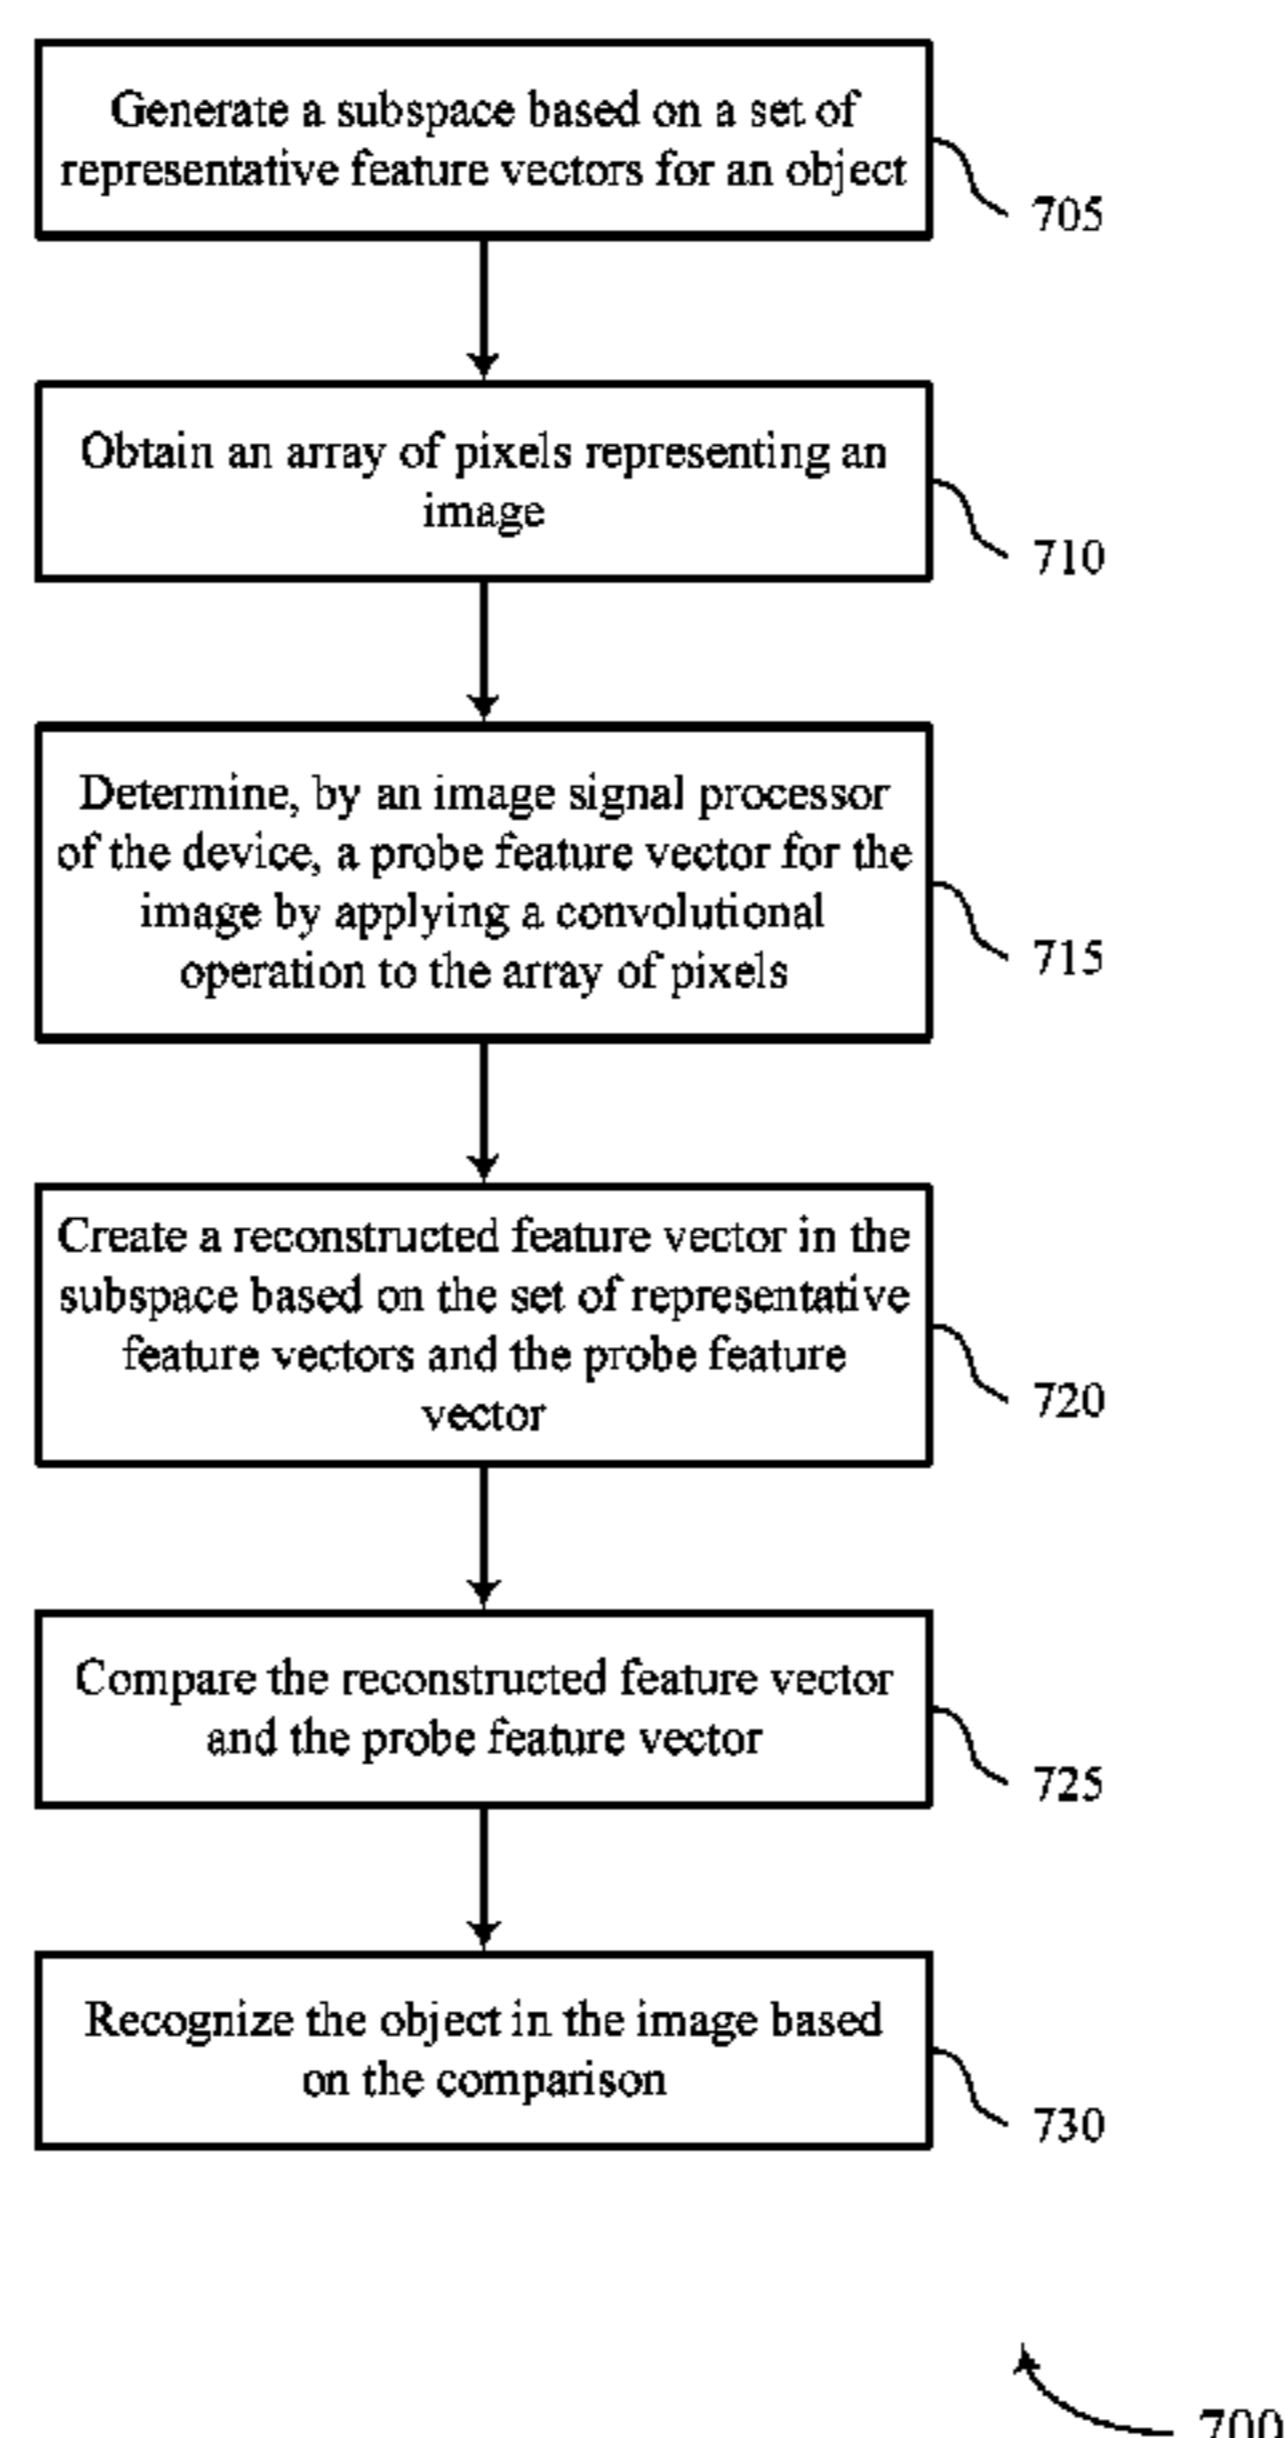 Generate a subspace based on a set of
representative feature vectors for an object
705
Obtain an array of pixels representing an
image
710
Determine, by an image signal processor
of the device, a probe feature vector for the
image by applying a convolutional
operation to the array of pixels
715
Create a reconstructed feature vector in the
subspace based on the set of representative
feature vectors and the probe feature
vector
720
Compare the reconstructed feature vector
and the probe feature vector
725
Recognize the object in the image based
on the comparison
730
700